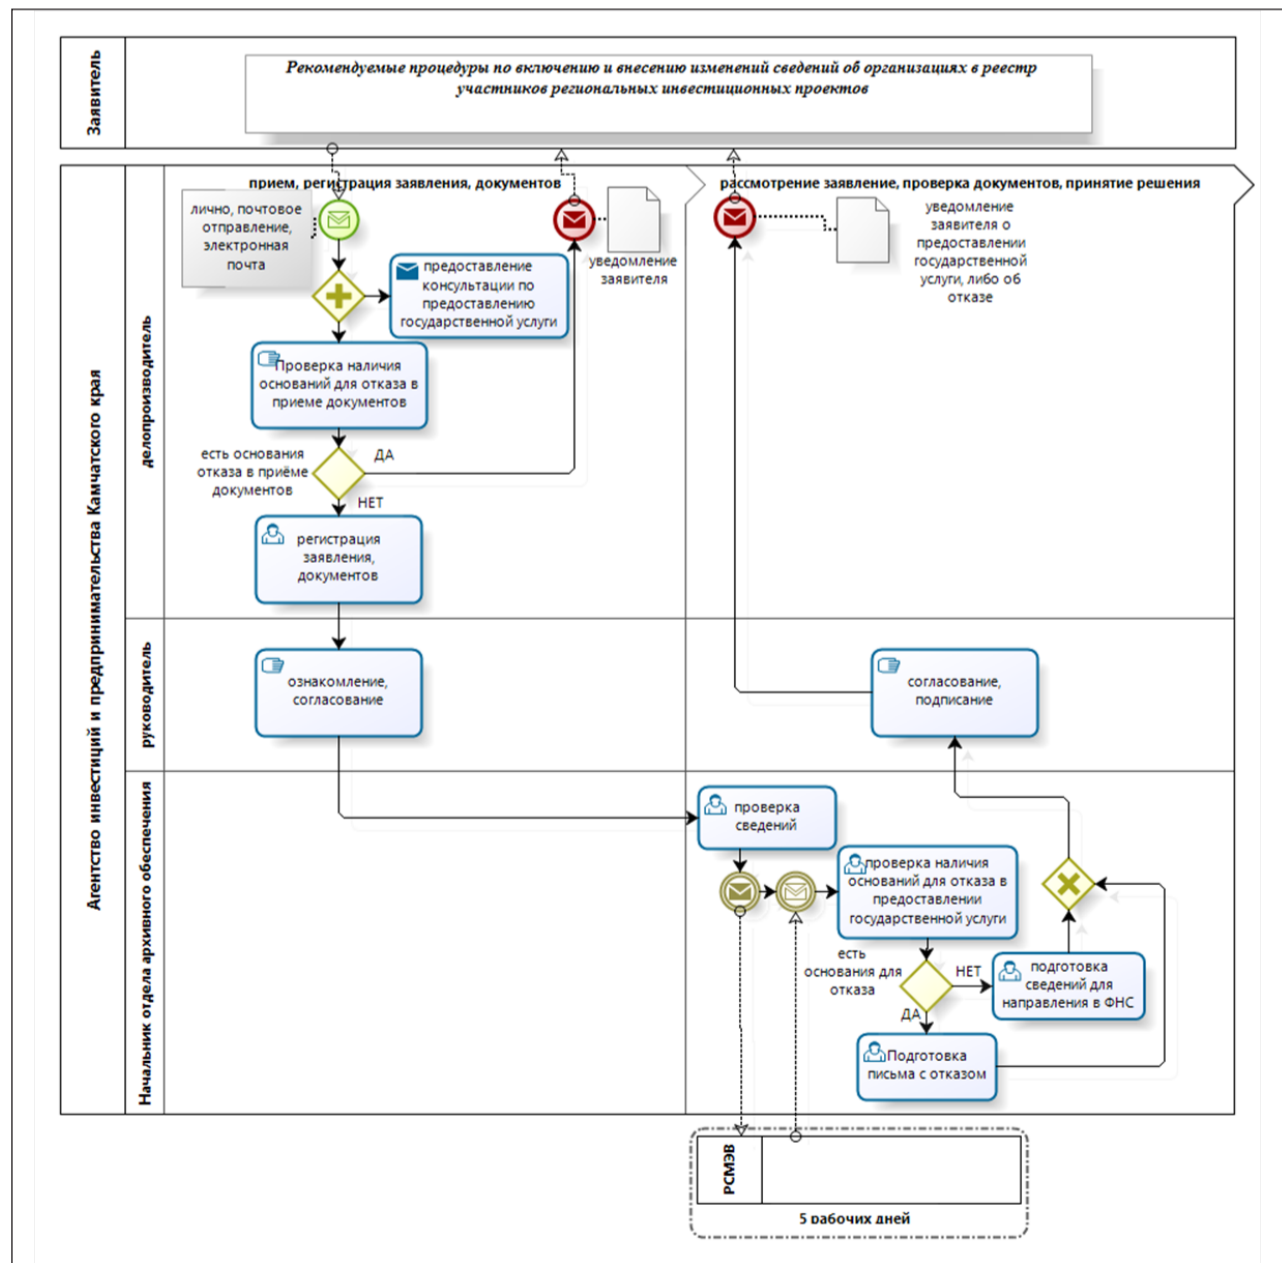 Заявитель
Рекомендуемые процедуры по включению и внесению изменений сведений об организациях в реестр
участников региональных инвестиционных проектов
Агентство инвестиций и предпринимательства Камчатского края
делопроизводитель
прием, регистрация заявления, документов
рассмотрение заявление, проверка документов, принятие решения
лично, почтовое
отправление,
электронная
почта
уведомление
заявителя
уведомление
заявителя о
предоставлении
государственной
услуги, либо об
отказе
предоставление
консультации по
предоставлению
государственной услуги
Проверка наличия
оснований для отказа в
приеме документов
есть основания
отказа в приёме
документов
ДА
НЕТ
регистрация
заявления,
документов
руководитель
ознакомление,
согласование
согласование,
подписание
Начальник отдела архивного обеспечения
проверка
сведений
проверка наличия
оснований для отказа в
предоставлении
государственной услуги
есть
основания для
отказа
НЕТ
ДА
подготовка
сведений для
направления в ФНС
Подготовка
письма с отказом
РСМЭВ
5 рабочих дней